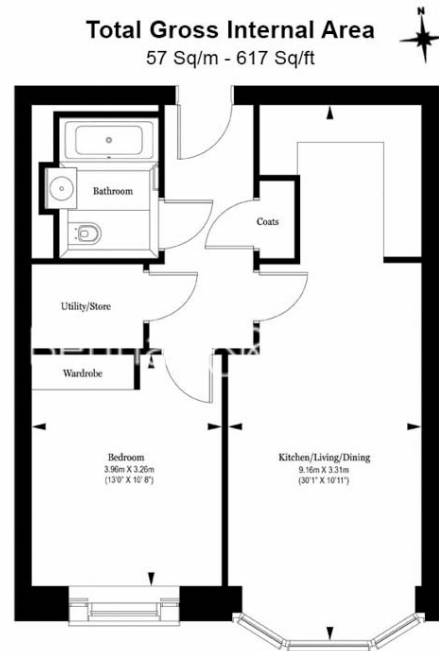 Total Gross Internal Area
57 Sq/m - 617 Sq/ft
N
Bathroom
Coats
Utility/Store
Wardrobe
Bedroom
3.96m X 3.26m
(13'0" X 10' 8")
Kitchen/Living/Dining
9.16m X 3.31m
(30'1" X 10'11")